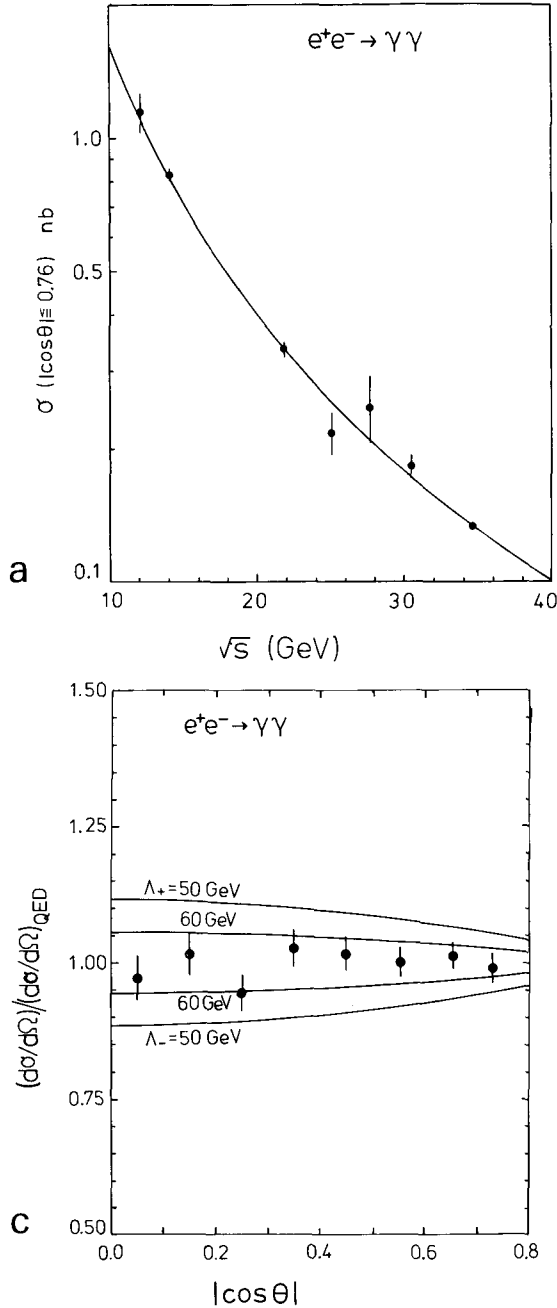 e⁺e⁻ → γγ
σ (|cosθ| ≦ 0.76) nb
1.0
0.5
0.1
a
10 20 30 40
√s (GeV)
e⁺e⁻ → γγ
(dσ/dΩ)/(dσ/dΩ)QED
1.50
1.25
Λ₊ = 50 GeV
60 GeV
1.00
60 GeV
Λ₋ = 50 GeV
0.75
0.50
c
0.0 0.2 0.4 0.6 0.8
|cosθ|